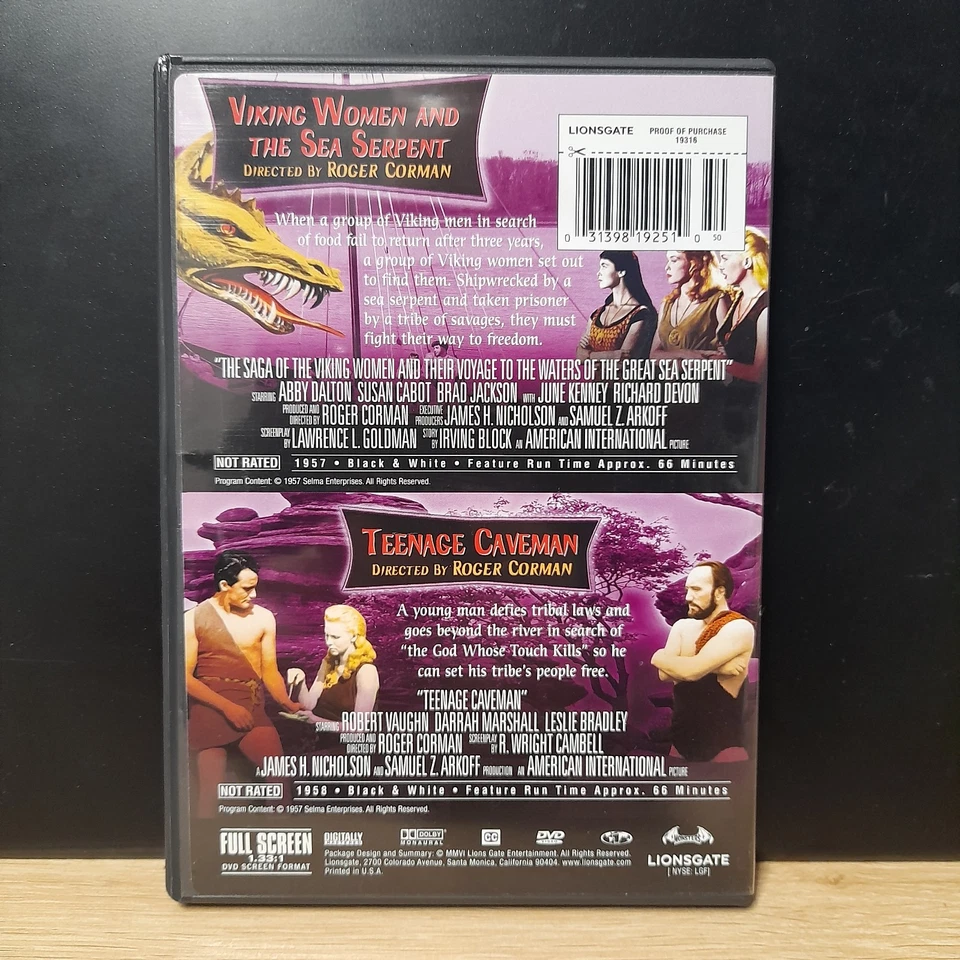 VIKING WOMEN AND
THE SEA SERPENT
DIRECTED BY ROGER CORMAN
LIONSGATE PROOF OF PURCHASE
19316
0 31398 19251 0 50
When a group of Viking men in search
of food fail to return after three years,
a group of Viking women set out
to find them. Shipwrecked by a
sea serpent and taken prisoner
by a tribe of savages, they must
fight their way to freedom.
"THE SAGA OF THE VIKING WOMEN AND THEIR VOYAGE TO THE WATERS OF THE GREAT SEA SERPENT"
STARRING ABBY DALTON SUSAN CABOT BRAD JACKSON WITH JUNE KENNEY RICHARD DEVON
PRODUCED AND DIRECTED BY ROGER CORMAN EXECUTIVE PRODUCERS JAMES H. NICHOLSON AND SAMUEL Z. ARKOFF
SCREENPLAY BY LAWRENCE L. GOLDMAN STORY BY IRVING BLOCK AN AMERICAN INTERNATIONAL PICTURE
NOT RATED 1957 • Black & White • Feature Run Time Approx. 66 Minutes
Program Content: © 1957 Selma Enterprises. All Rights Reserved.
TEENAGE CAVEMAN
DIRECTED BY ROGER CORMAN
A young man defies tribal laws and
goes beyond the river in search of
"the God Whose Touch Kills" so he
can set his tribe's people free.
"TEENAGE CAVEMAN"
STARRING ROBERT VAUGHN DARRAH MARSHALL LESLIE BRADLEY
PRODUCED AND DIRECTED BY ROGER CORMAN SCREENPLAY BY R. WRIGHT CAMBELL
A JAMES H. NICHOLSON AND SAMUEL Z. ARKOFF PRODUCTION AN AMERICAN INTERNATIONAL PICTURE
NOT RATED 1958 • Black & White • Feature Run Time Approx. 66 Minutes
Program Content: © 1957 Selma Enterprises. All Rights Reserved.
FULL SCREEN
1.33:1
DVD SCREEN FORMAT
DIGITALLY
DOLBY
MONAURAL
CC
DVD
LIONSGATE
[NYSE: LGF]
Package Design and Summary: © MMVI Lions Gate Entertainment. All Rights Reserved.
Lionsgate, 2700 Colorado Avenue, Santa Monica, California 90404. www.lionsgate.com
Printed in U.S.A.